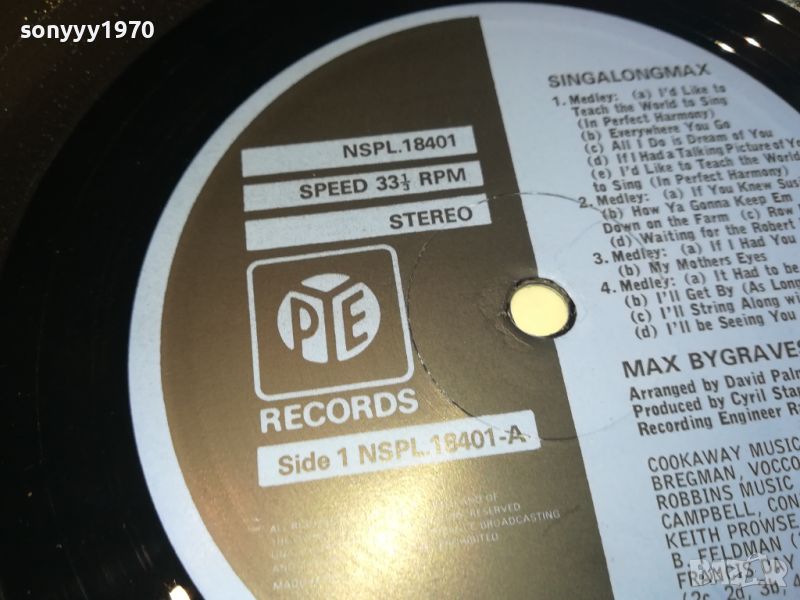 sonyyy1970
NSPL.18401
SPEED 33⅓ RPM
STEREO
PYE
RECORDS
Side 1 NSPL.18401-A
SINGALONGMAX
1. Medley: (a) I'd Like to
Teach the World to Sing
(In Perfect Harmony)
(b) Everywhere You Go
(c) All I Do is Dream of You
(d) If I Had a Talking Picture of
(e) I'd Like to Teach the World
to Sing (In Perfect Harmony)
2. Medley: (a) If You Knew
(b) How Ya Gonna Keep Em
Down on the Farm (c) Row
(d) Waiting for the Robert
3. Medley: (a) If I Had You
(b) My Mothers Eyes
4. Medley: (a) It Had to be
(b) I'll Get By (As Long
(c) I'll String Along
(d) I'll be Seeing You
MAX BYGRAVES
Arranged by David
Produced by Cyril
Recording Engineer
COOKAWAY MUSIC
BREGMAN, VOCCO
ROBBINS MUSIC
CAMPBELL,
KEITH PROWSE,
B. FELDMAN
(2c, 2d, 3b,
RESERVED
BROADCASTING